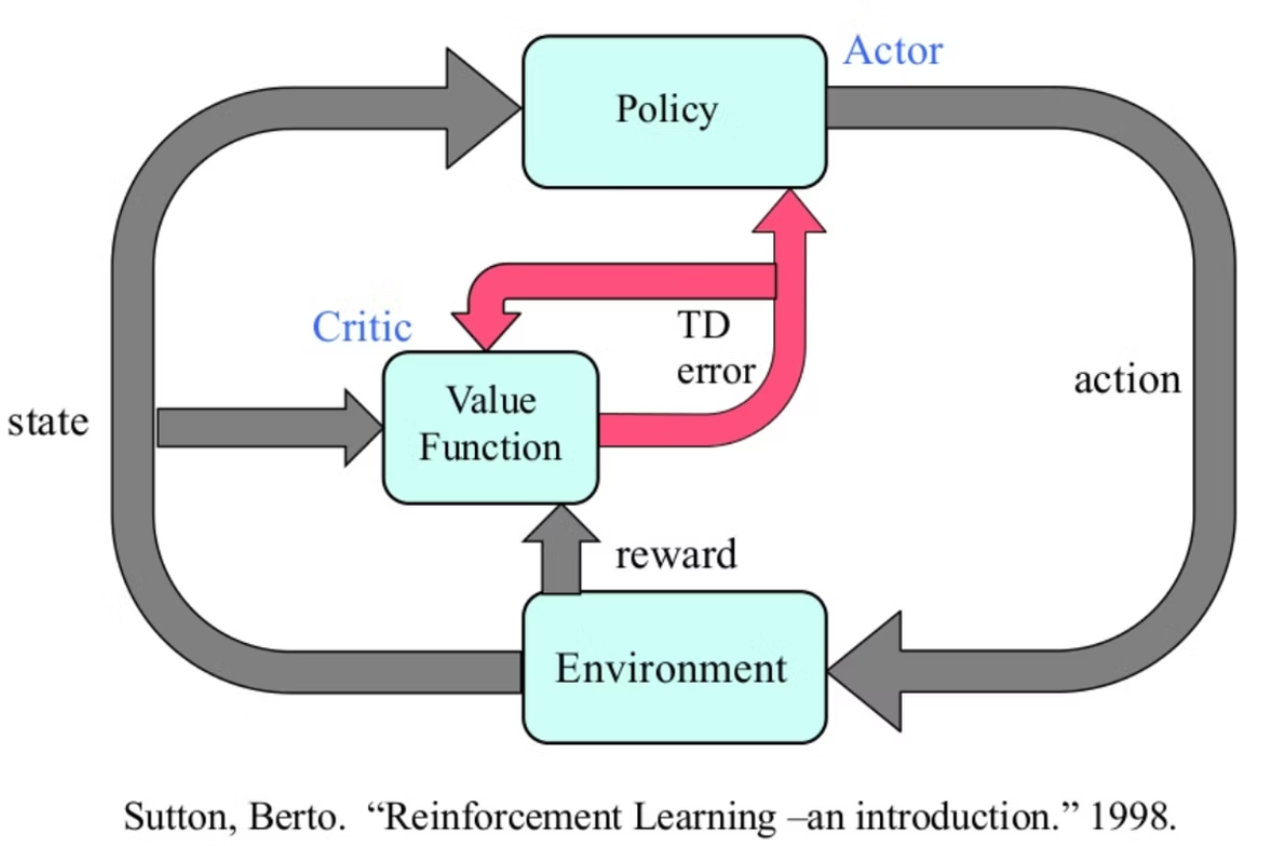 Actor
Policy
Critic
TD
error
Value
Function
action
state
reward
Environment
Sutton, Berto. “Reinforcement Learning –an introduction.” 1998.